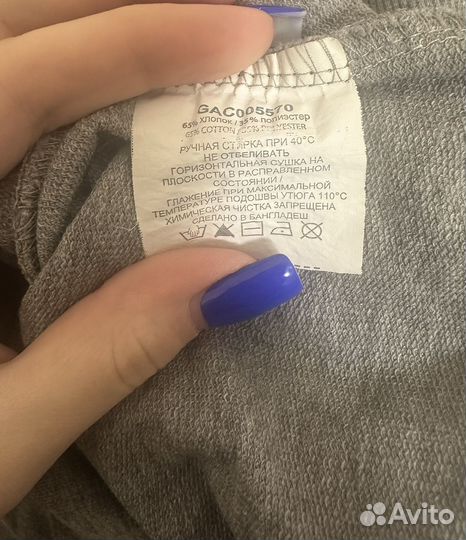 GAC005570
65% ХЛОПОК / 35% ПОЛИЭСТЕР
65% COTTON / 35% POLYESTER
РУЧНАЯ СТИРКА ПРИ 40°C
НЕ ОТБЕЛИВАТЬ
ГОРИЗОНТАЛЬНАЯ СУШКА НА
ПЛОСКОСТИ В РАСПРАВЛЕННОМ
СОСТОЯНИИ /
ГЛАЖЕНИЕ ПРИ МАКСИМАЛЬНОЙ
ТЕМПЕРАТУРЕ ПОДОШВЫ УТЮГА 110°C
ХИМИЧЕСКАЯ ЧИСТКА ЗАПРЕЩЕНА
СДЕЛАНО В БАНГЛАДЕШ
Avito